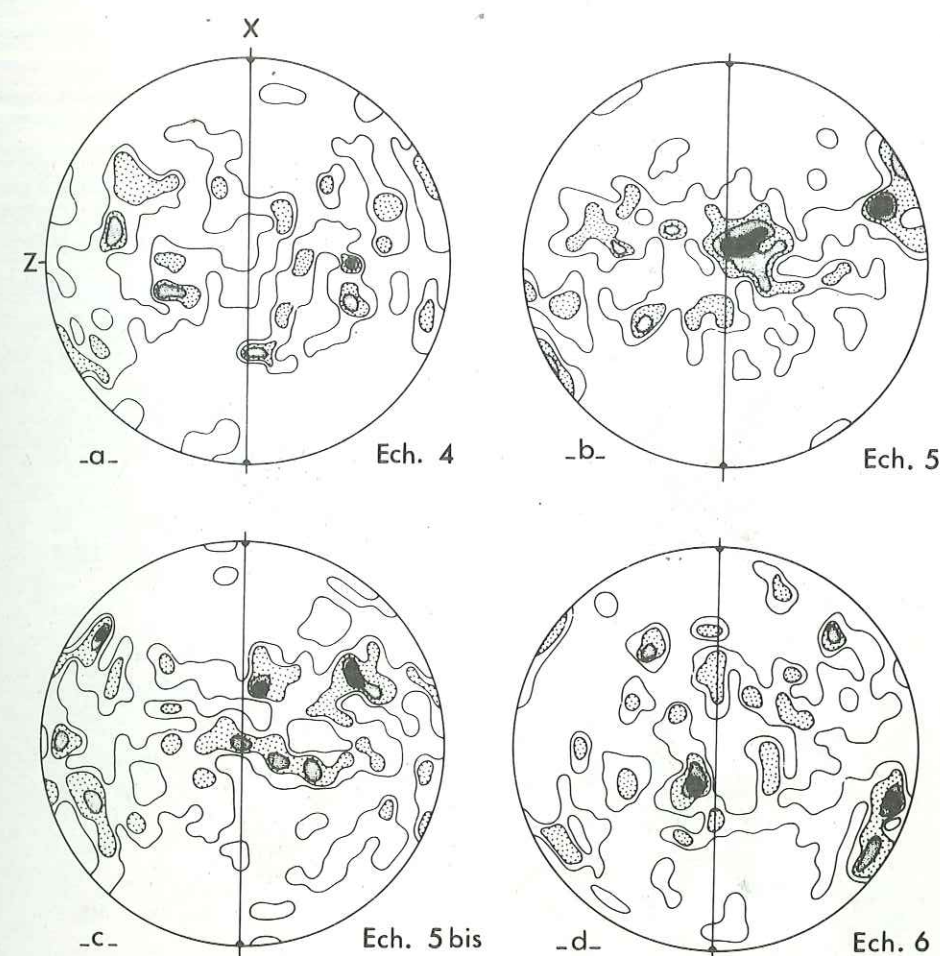 X
Z
-a- Ech. 4
-b- Ech. 5
-c- Ech. 5 bis
-d- Ech. 6